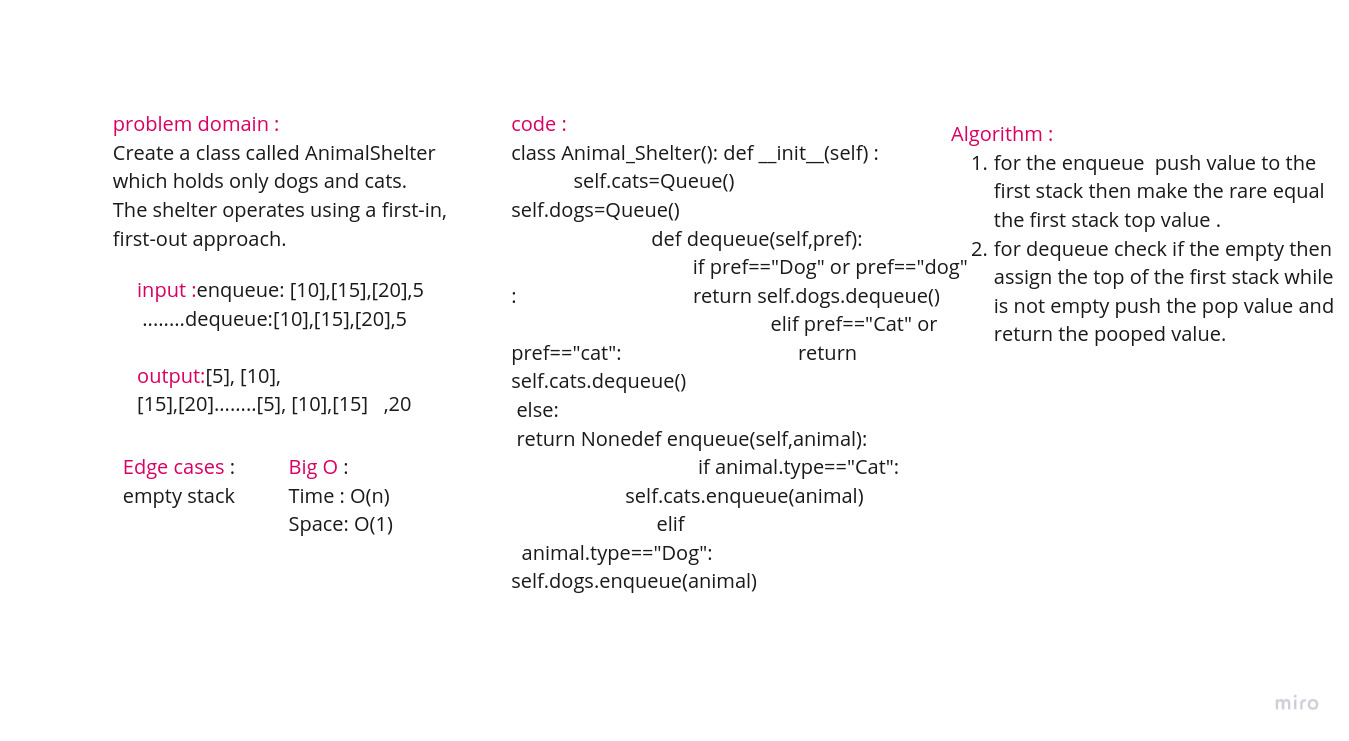 problem domain :
Create a class called AnimalShelter
which holds only dogs and cats.
The shelter operates using a first-in,
first-out approach.
input :enqueue: [10],[15],[20],5
........dequeue:[10],[15],[20],5
output:[5], [10],
[15],[20]........[5], [10],[15] ,20
Edge cases :
empty stack
Big O :
Time : O(n)
Space: O(1)
code :
class Animal_Shelter(): def __init__(self) :
self.cats=Queue()
self.dogs=Queue()
def dequeue(self,pref):
if pref=="Dog" or pref=="dog"
: return self.dogs.dequeue()
elif pref=="Cat" or
pref=="cat": return
self.cats.dequeue()
else:
return Nonedef enqueue(self,animal):
if animal.type=="Cat":
self.cats.enqueue(animal)
elif
animal.type=="Dog":
self.dogs.enqueue(animal)
Algorithm :
1. for the enqueue push value to the
first stack then make the rare equal
the first stack top value .
2. for dequeue check if the empty then
assign the top of the first stack while
is not empty push the pop value and
return the pooped value.
miro